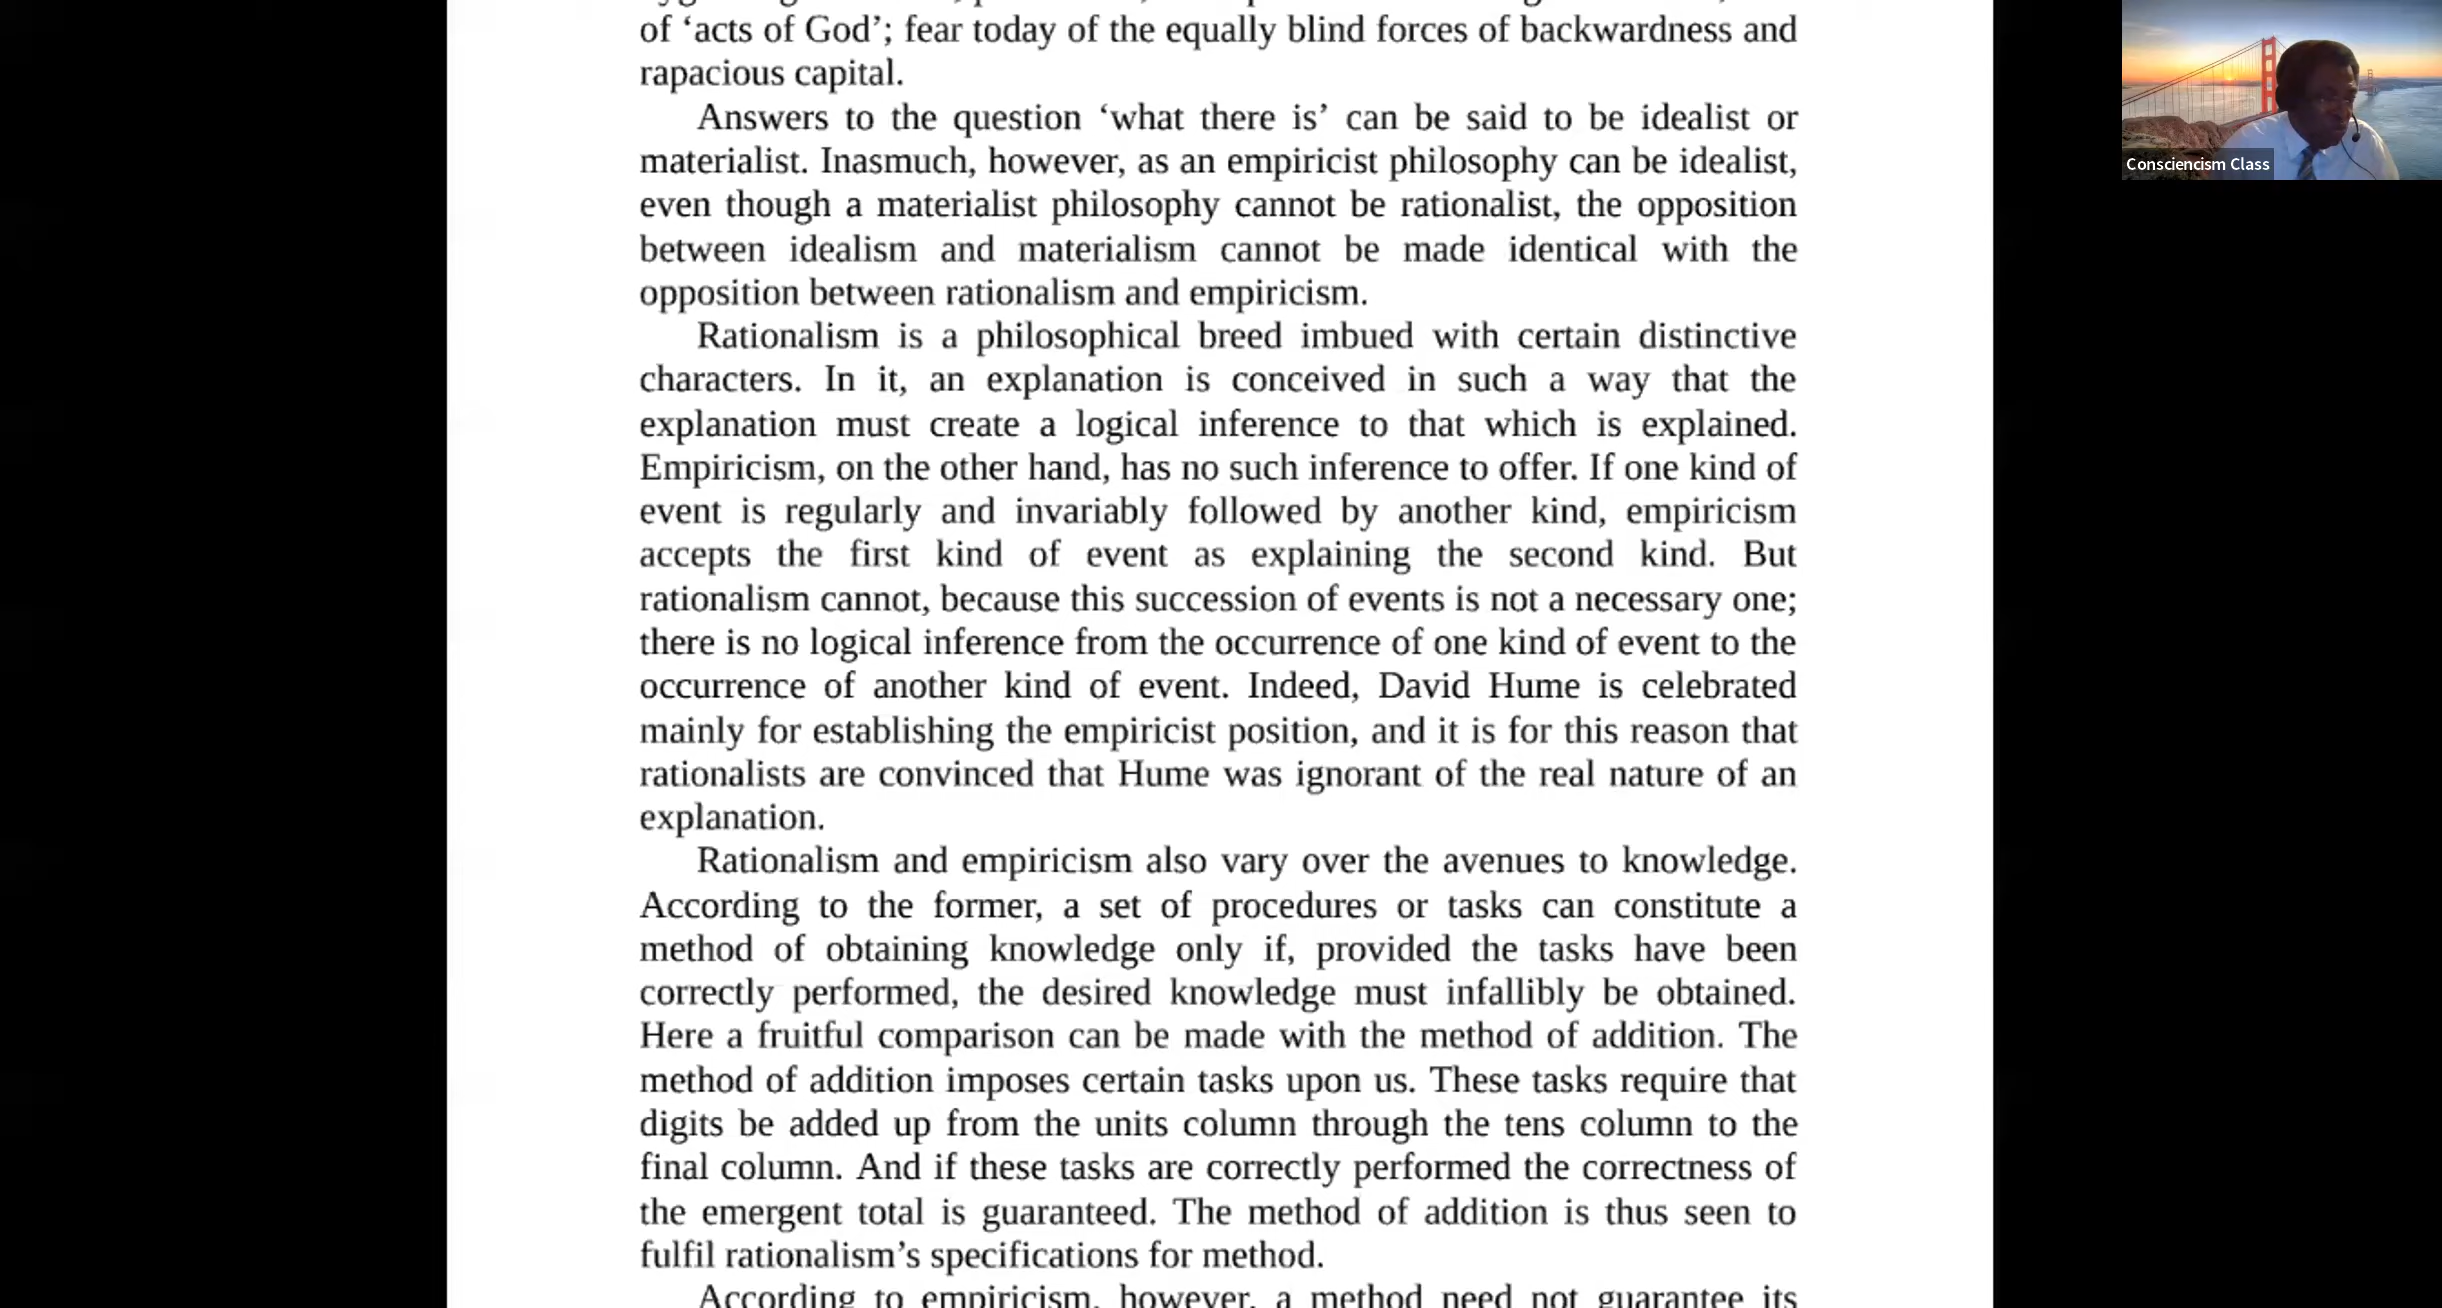 of ‘acts of God’; fear today of the equally blind forces of backwardness and
rapacious capital.
Answers to the question ‘what there is’ can be said to be idealist or
materialist. Inasmuch, however, as an empiricist philosophy can be idealist,
even though a materialist philosophy cannot be rationalist, the opposition
between idealism and materialism cannot be made identical with the
opposition between rationalism and empiricism.
Rationalism is a philosophical breed imbued with certain distinctive
characters. In it, an explanation is conceived in such a way that the
explanation must create a logical inference to that which is explained.
Empiricism, on the other hand, has no such inference to offer. If one kind of
event is regularly and invariably followed by another kind, empiricism
accepts the first kind of event as explaining the second kind. But
rationalism cannot, because this succession of events is not a necessary one;
there is no logical inference from the occurrence of one kind of event to the
occurrence of another kind of event. Indeed, David Hume is celebrated
mainly for establishing the empiricist position, and it is for this reason that
rationalists are convinced that Hume was ignorant of the real nature of an
explanation.
Rationalism and empiricism also vary over the avenues to knowledge.
According to the former, a set of procedures or tasks can constitute a
method of obtaining knowledge only if, provided the tasks have been
correctly performed, the desired knowledge must infallibly be obtained.
Here a fruitful comparison can be made with the method of addition. The
method of addition imposes certain tasks upon us. These tasks require that
digits be added up from the units column through the tens column to the
final column. And if these tasks are correctly performed the correctness of
the emergent total is guaranteed. The method of addition is thus seen to
fulfil rationalism’s specifications for method.
According to empiricism, however, a method need not guarantee its
Consciencism Class